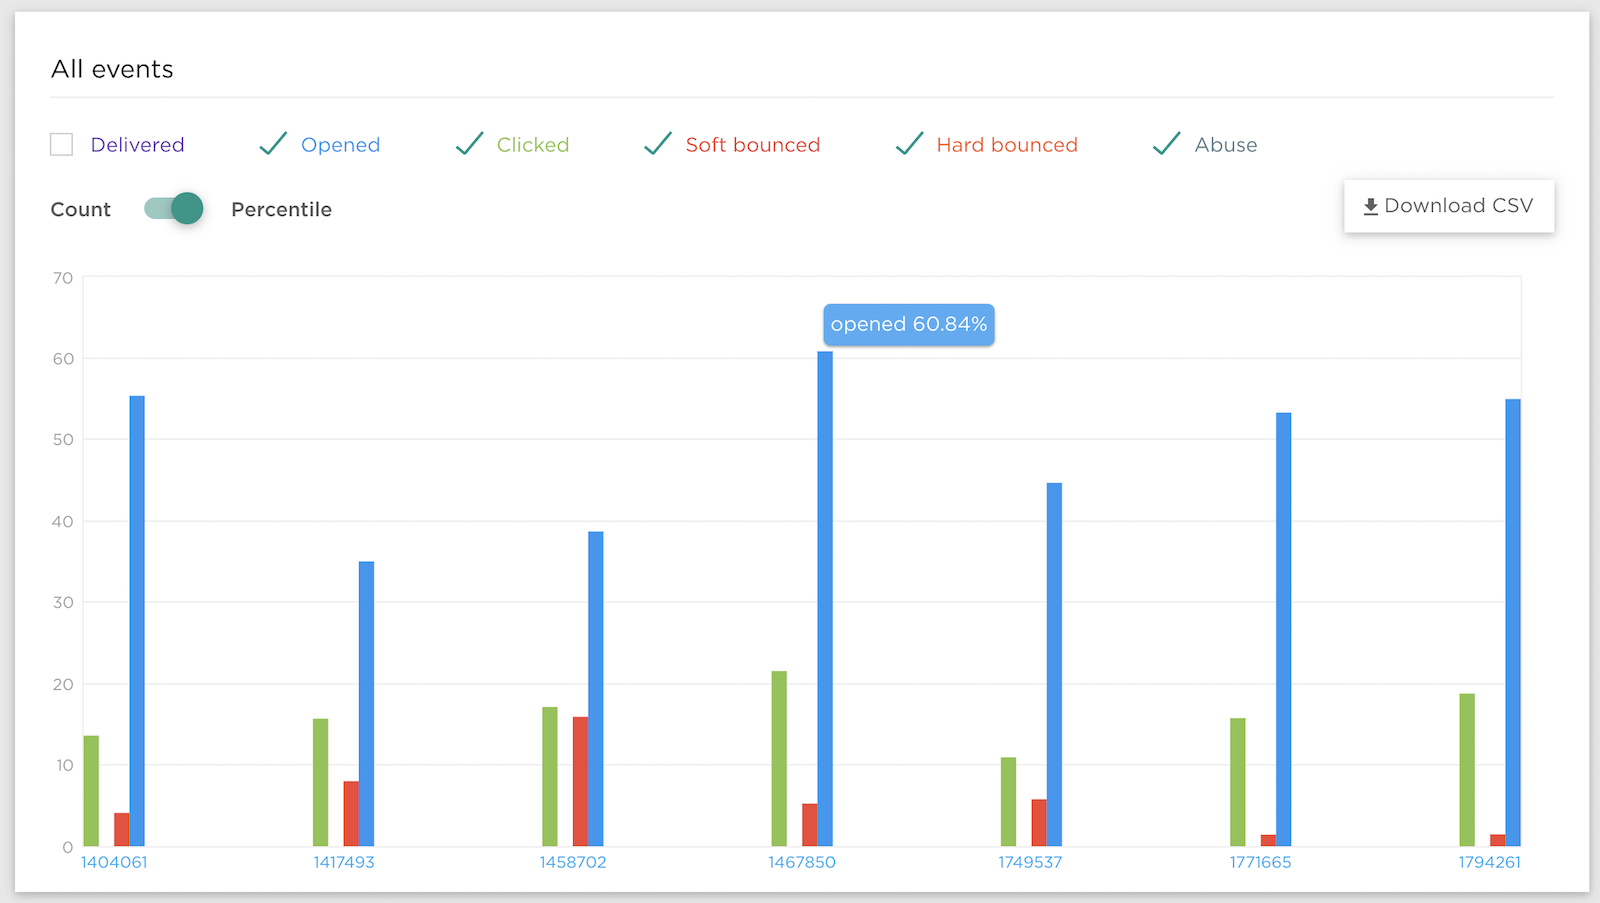 All events
Delivered Opened Clicked Soft bounced Hard bounced Abuse
Count Percentile Download CSV
70
opened 60.84%
60
50
40
30
20
10
0
1404061 1417493 1458702 1467850 1749537 1771665 1794261